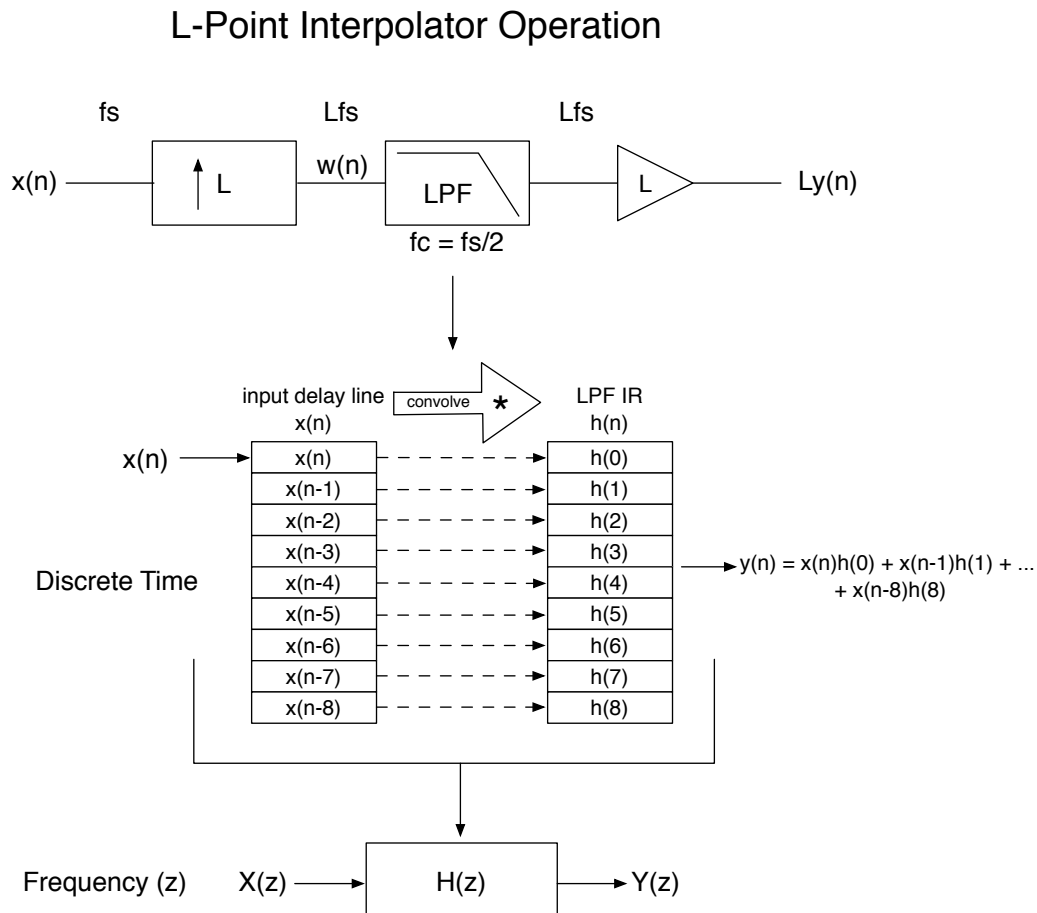 L-Point Interpolator Operation
fs
Lfs
Lfs
x(n)
L
w(n)
LPF
L
Ly(n)
fc = fs/2
input delay line
x(n)
convolve
*
LPF IR
h(n)
x(n)
x(n)
h(0)
x(n-1)
h(1)
x(n-2)
h(2)
x(n-3)
h(3)
Discrete Time
x(n-4)
h(4)
y(n) = x(n)h(0) + x(n-1)h(1) + ...
+ x(n-8)h(8)
x(n-5)
h(5)
x(n-6)
h(6)
x(n-7)
h(7)
x(n-8)
h(8)
Frequency (z)
X(z)
H(z)
Y(z)